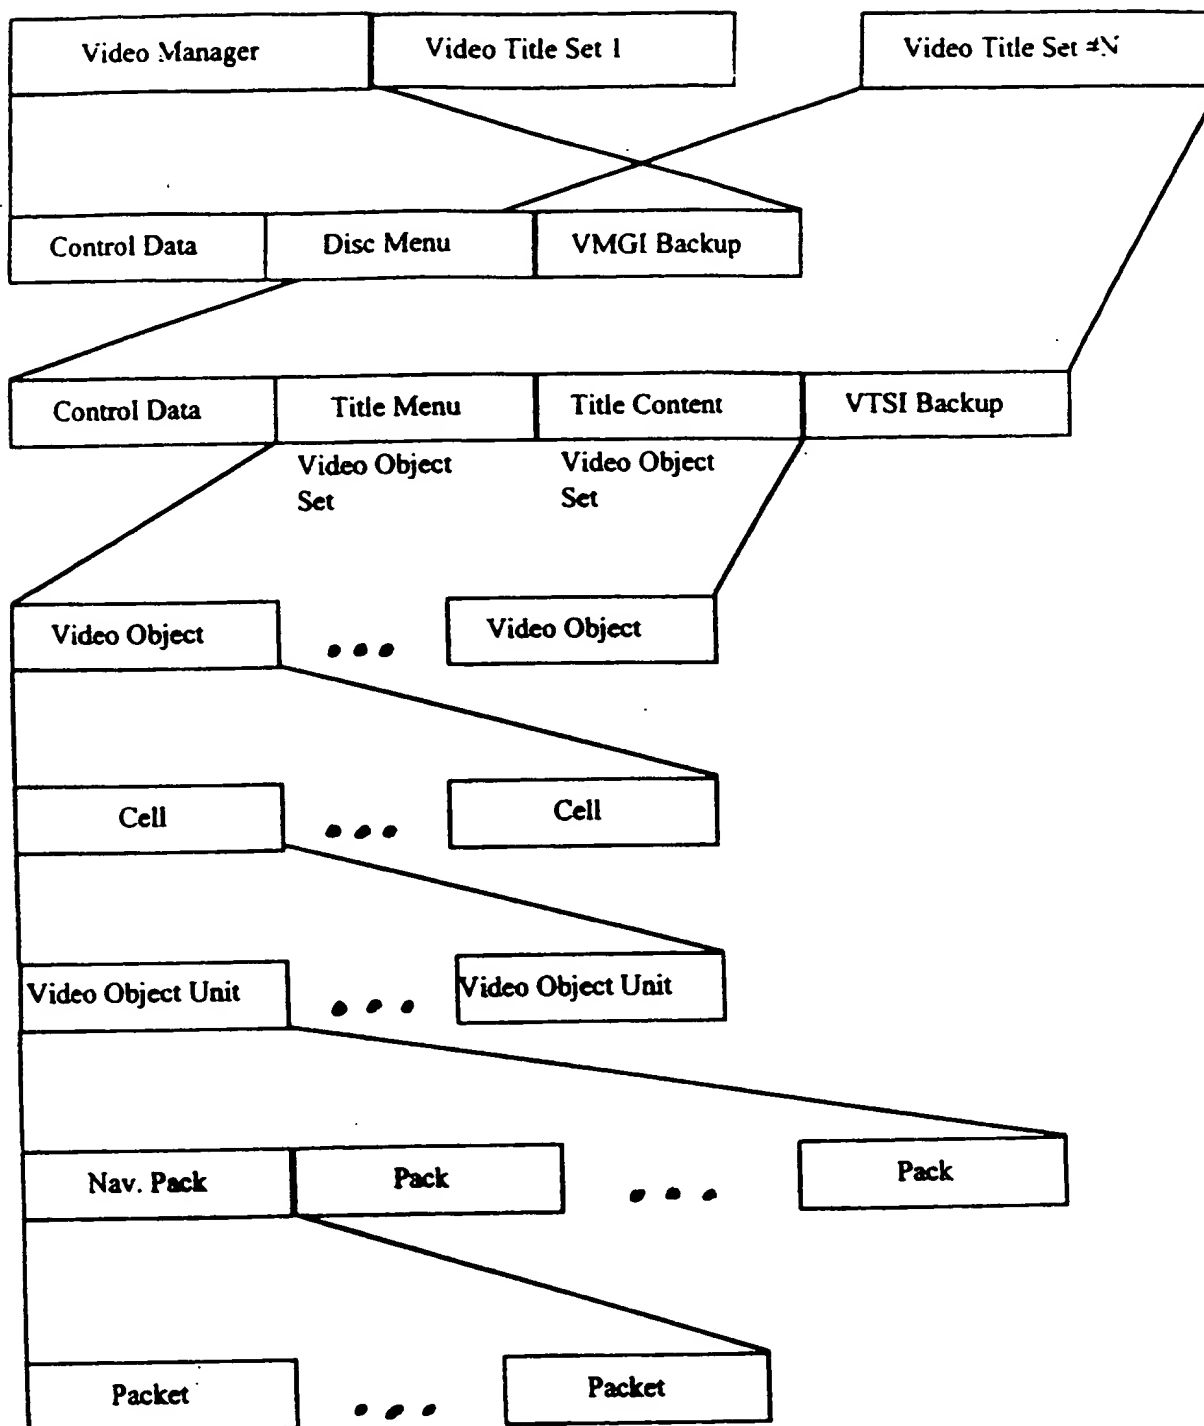 Video Manager
Video Title Set 1
Video Title Set #N
Control Data
Disc Menu
VMGI Backup
Control Data
Title Menu
Title Content
VTSI Backup
Video Object
Set
Video Object
Set
Video Object
Video Object
Cell
Cell
Video Object Unit
Video Object Unit
Nav. Pack
Pack
Pack
Packet
Packet